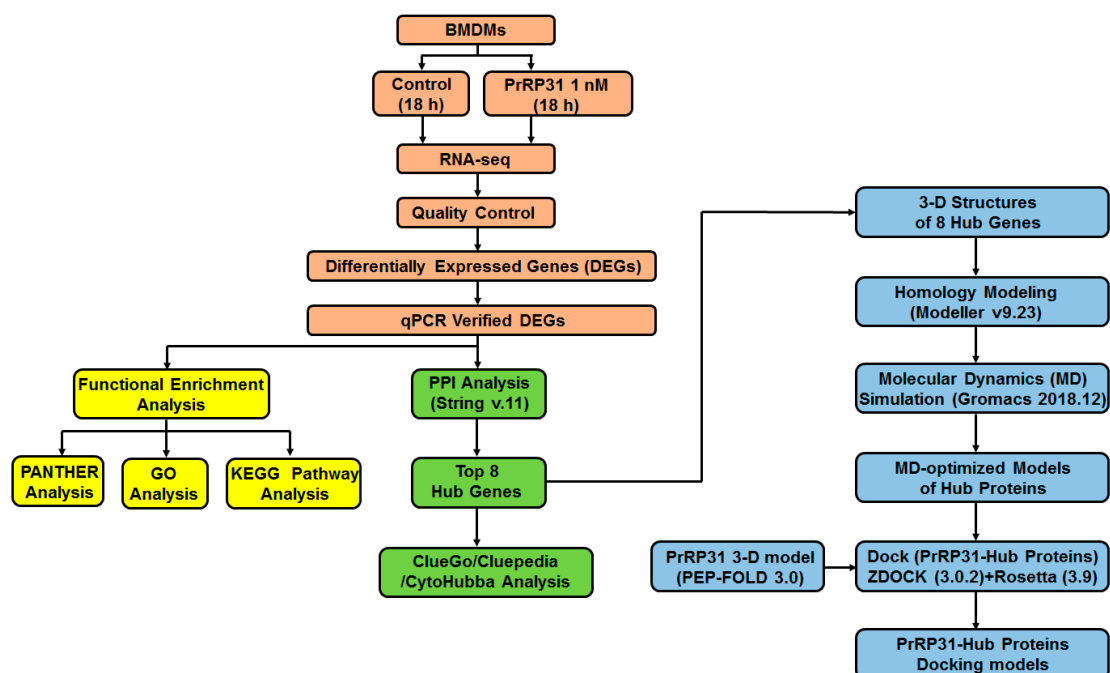 BMDMs
Control
(18 h)
PrRP31 1 nM
(18 h)
RNA-seq
Quality Control
Differentially Expressed Genes (DEGs)
qPCR Verified DEGs
Functional Enrichment
Analysis
PANTHER
Analysis
GO
Analysis
KEGG Pathway
Analysis
PPI Analysis
(String v.11)
Top 8
Hub Genes
ClueGo/Cluepedia
/CytoHubba Analysis
3-D Structures
of 8 Hub Genes
Homology Modeling
(Modeller v9.23)
Molecular Dynamics (MD)
Simulation (Gromacs 2018.12)
MD-optimized Models
of Hub Proteins
PrRP31 3-D model
(PEP-FOLD 3.0)
Dock (PrRP31-Hub Proteins)
ZDOCK (3.0.2)+Rosetta (3.9)
PrRP31-Hub Proteins
Docking models